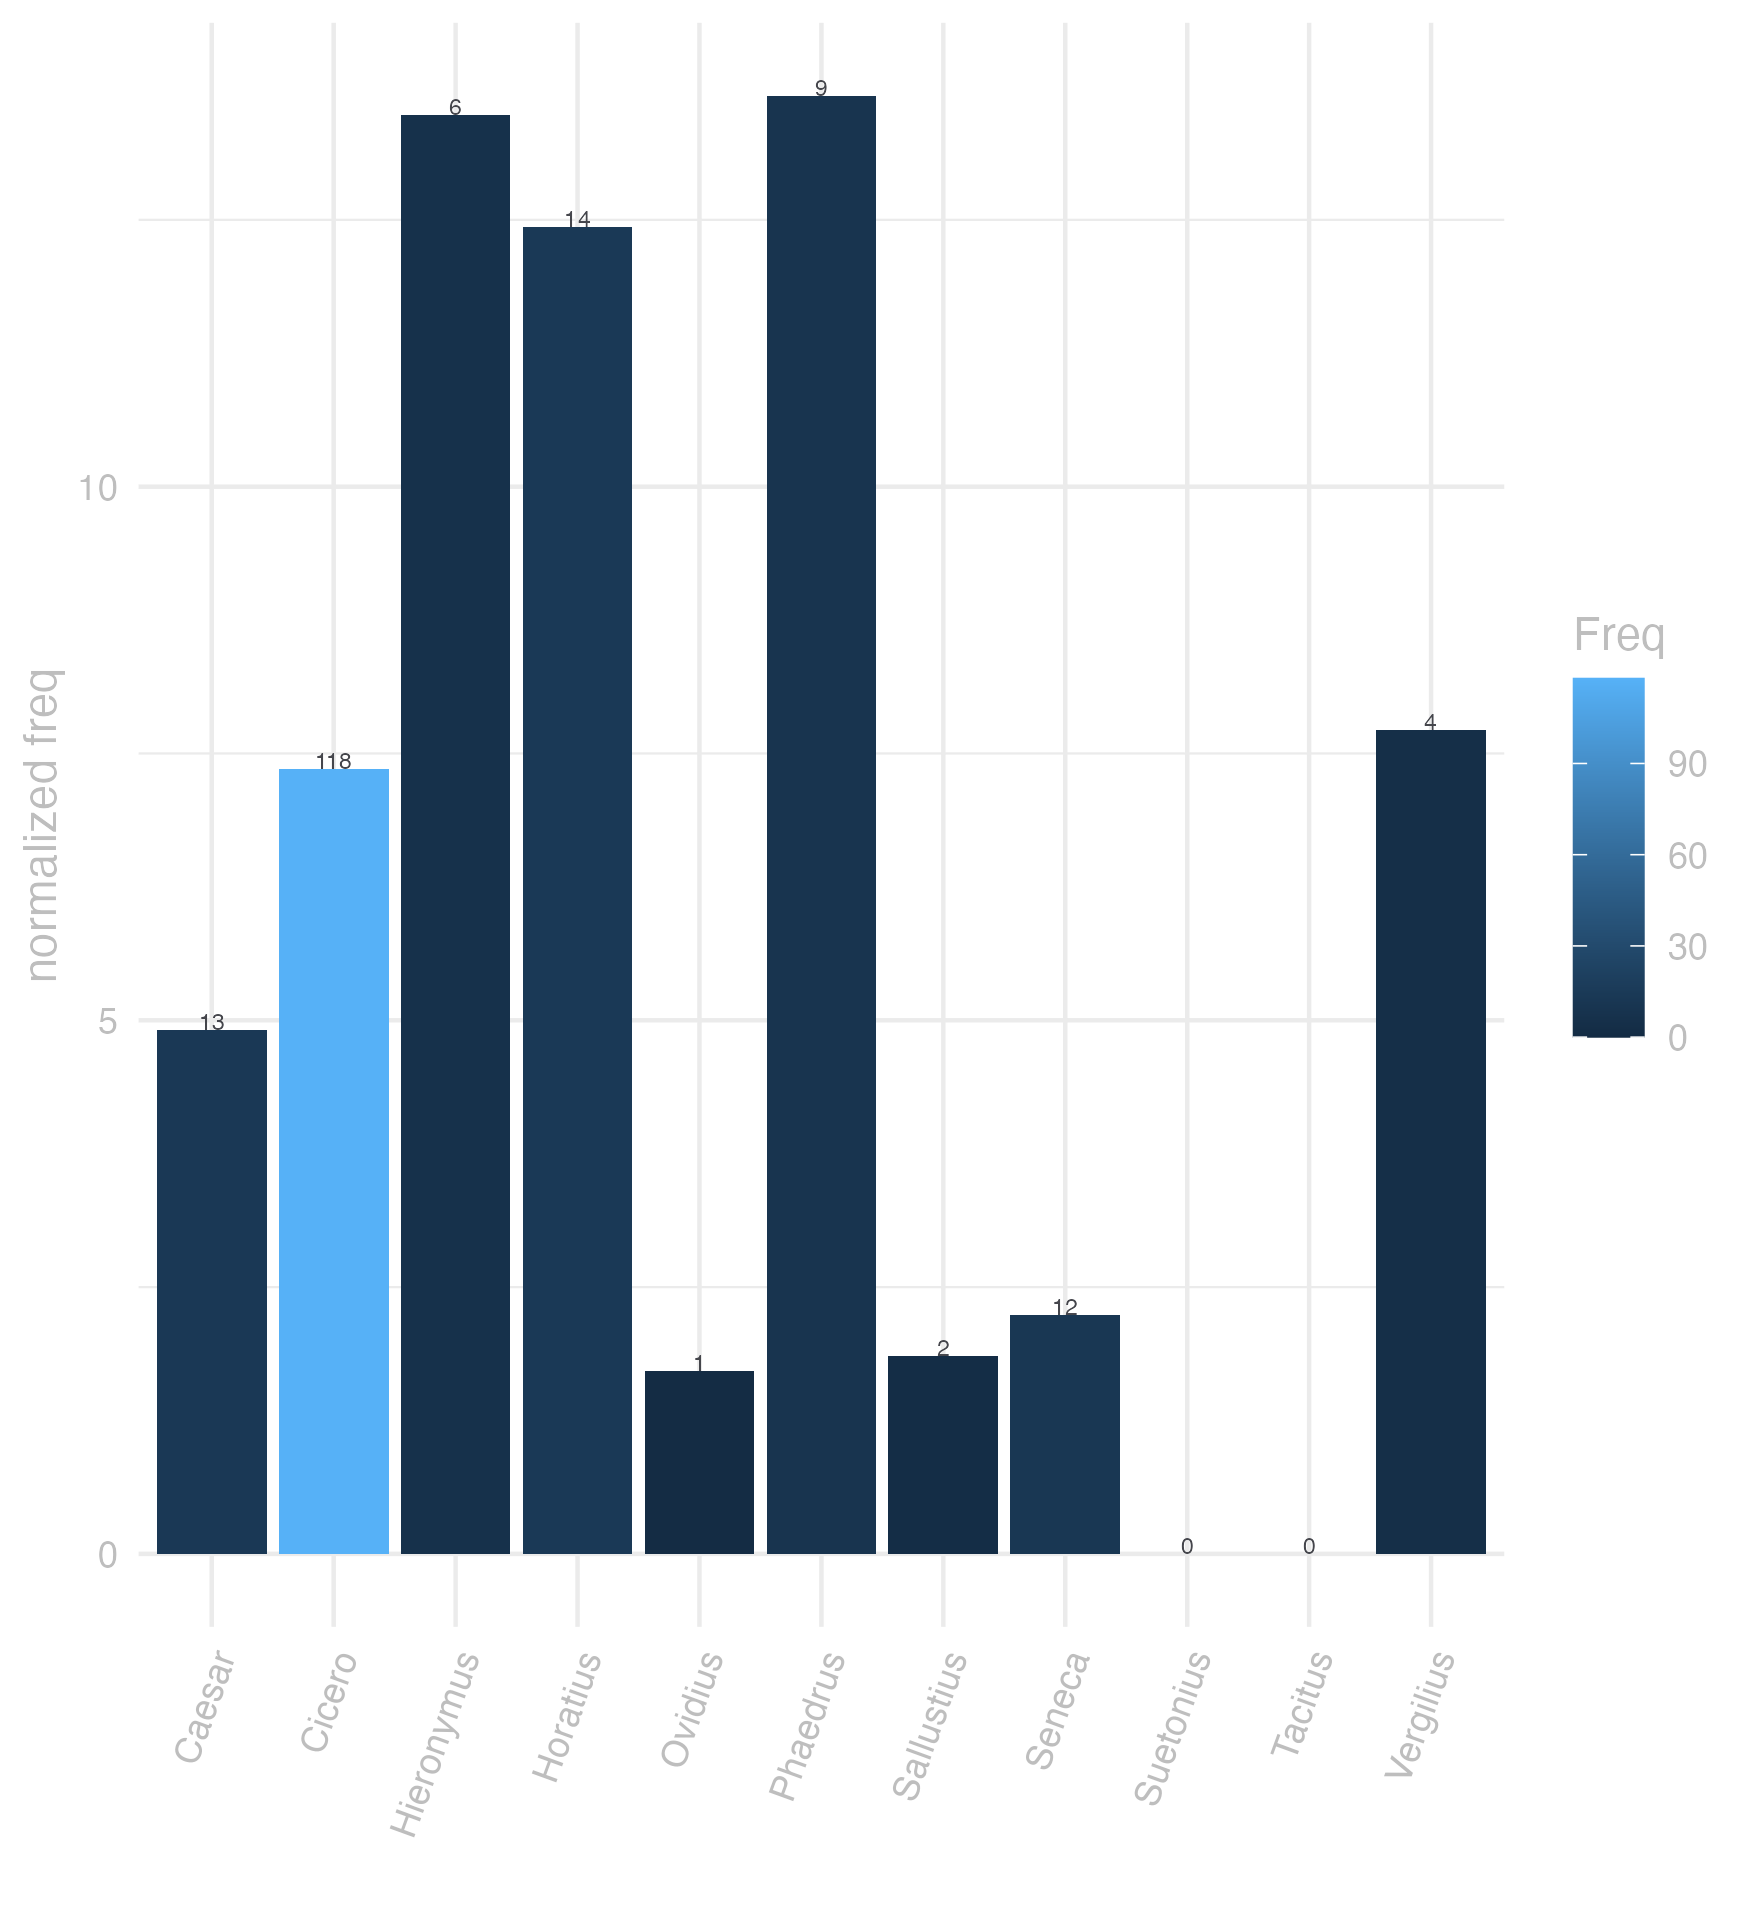 9
6
14
10
Freq
4
118
90
60
30
0
normalized freq
13
5
12
2
1
0
0
0
Caesar
Cicero
Hieronymus
Horatius
Ovidius
Phaedrus
Sallustius
Seneca
Suetonius
Tacitus
Vergilius